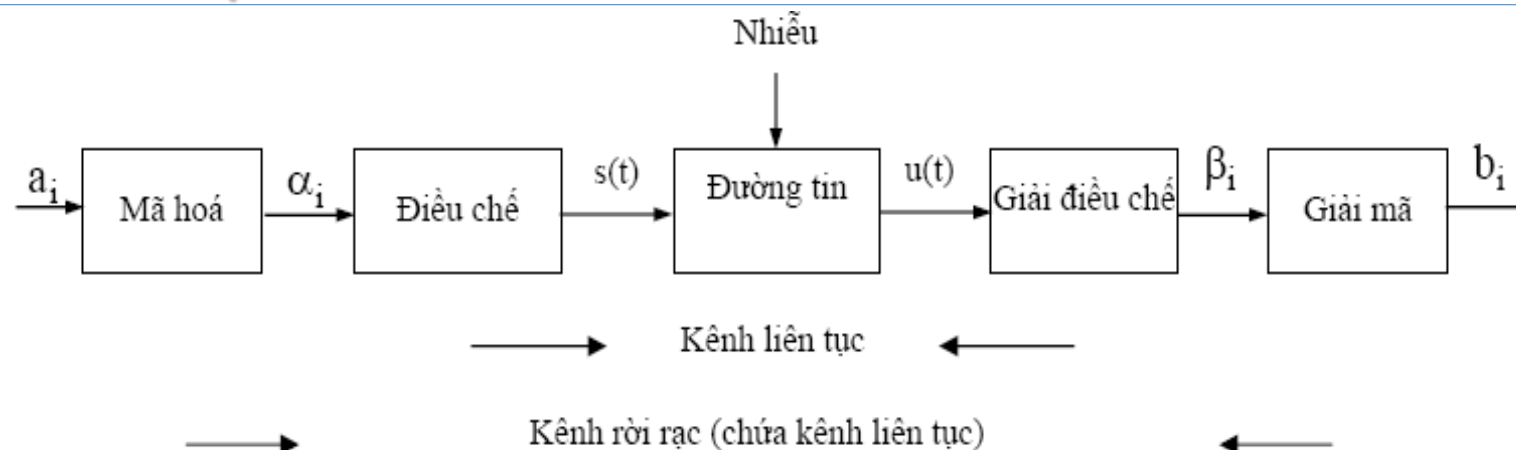 Nhiễu
a_i
Mã hoá
α_i
Điều chế
s(t)
Đường tin
u(t)
Giải điều chế
β_i
Giải mã
b_i
Kênh liên tục
Kênh rời rạc (chứa kênh liên tục)